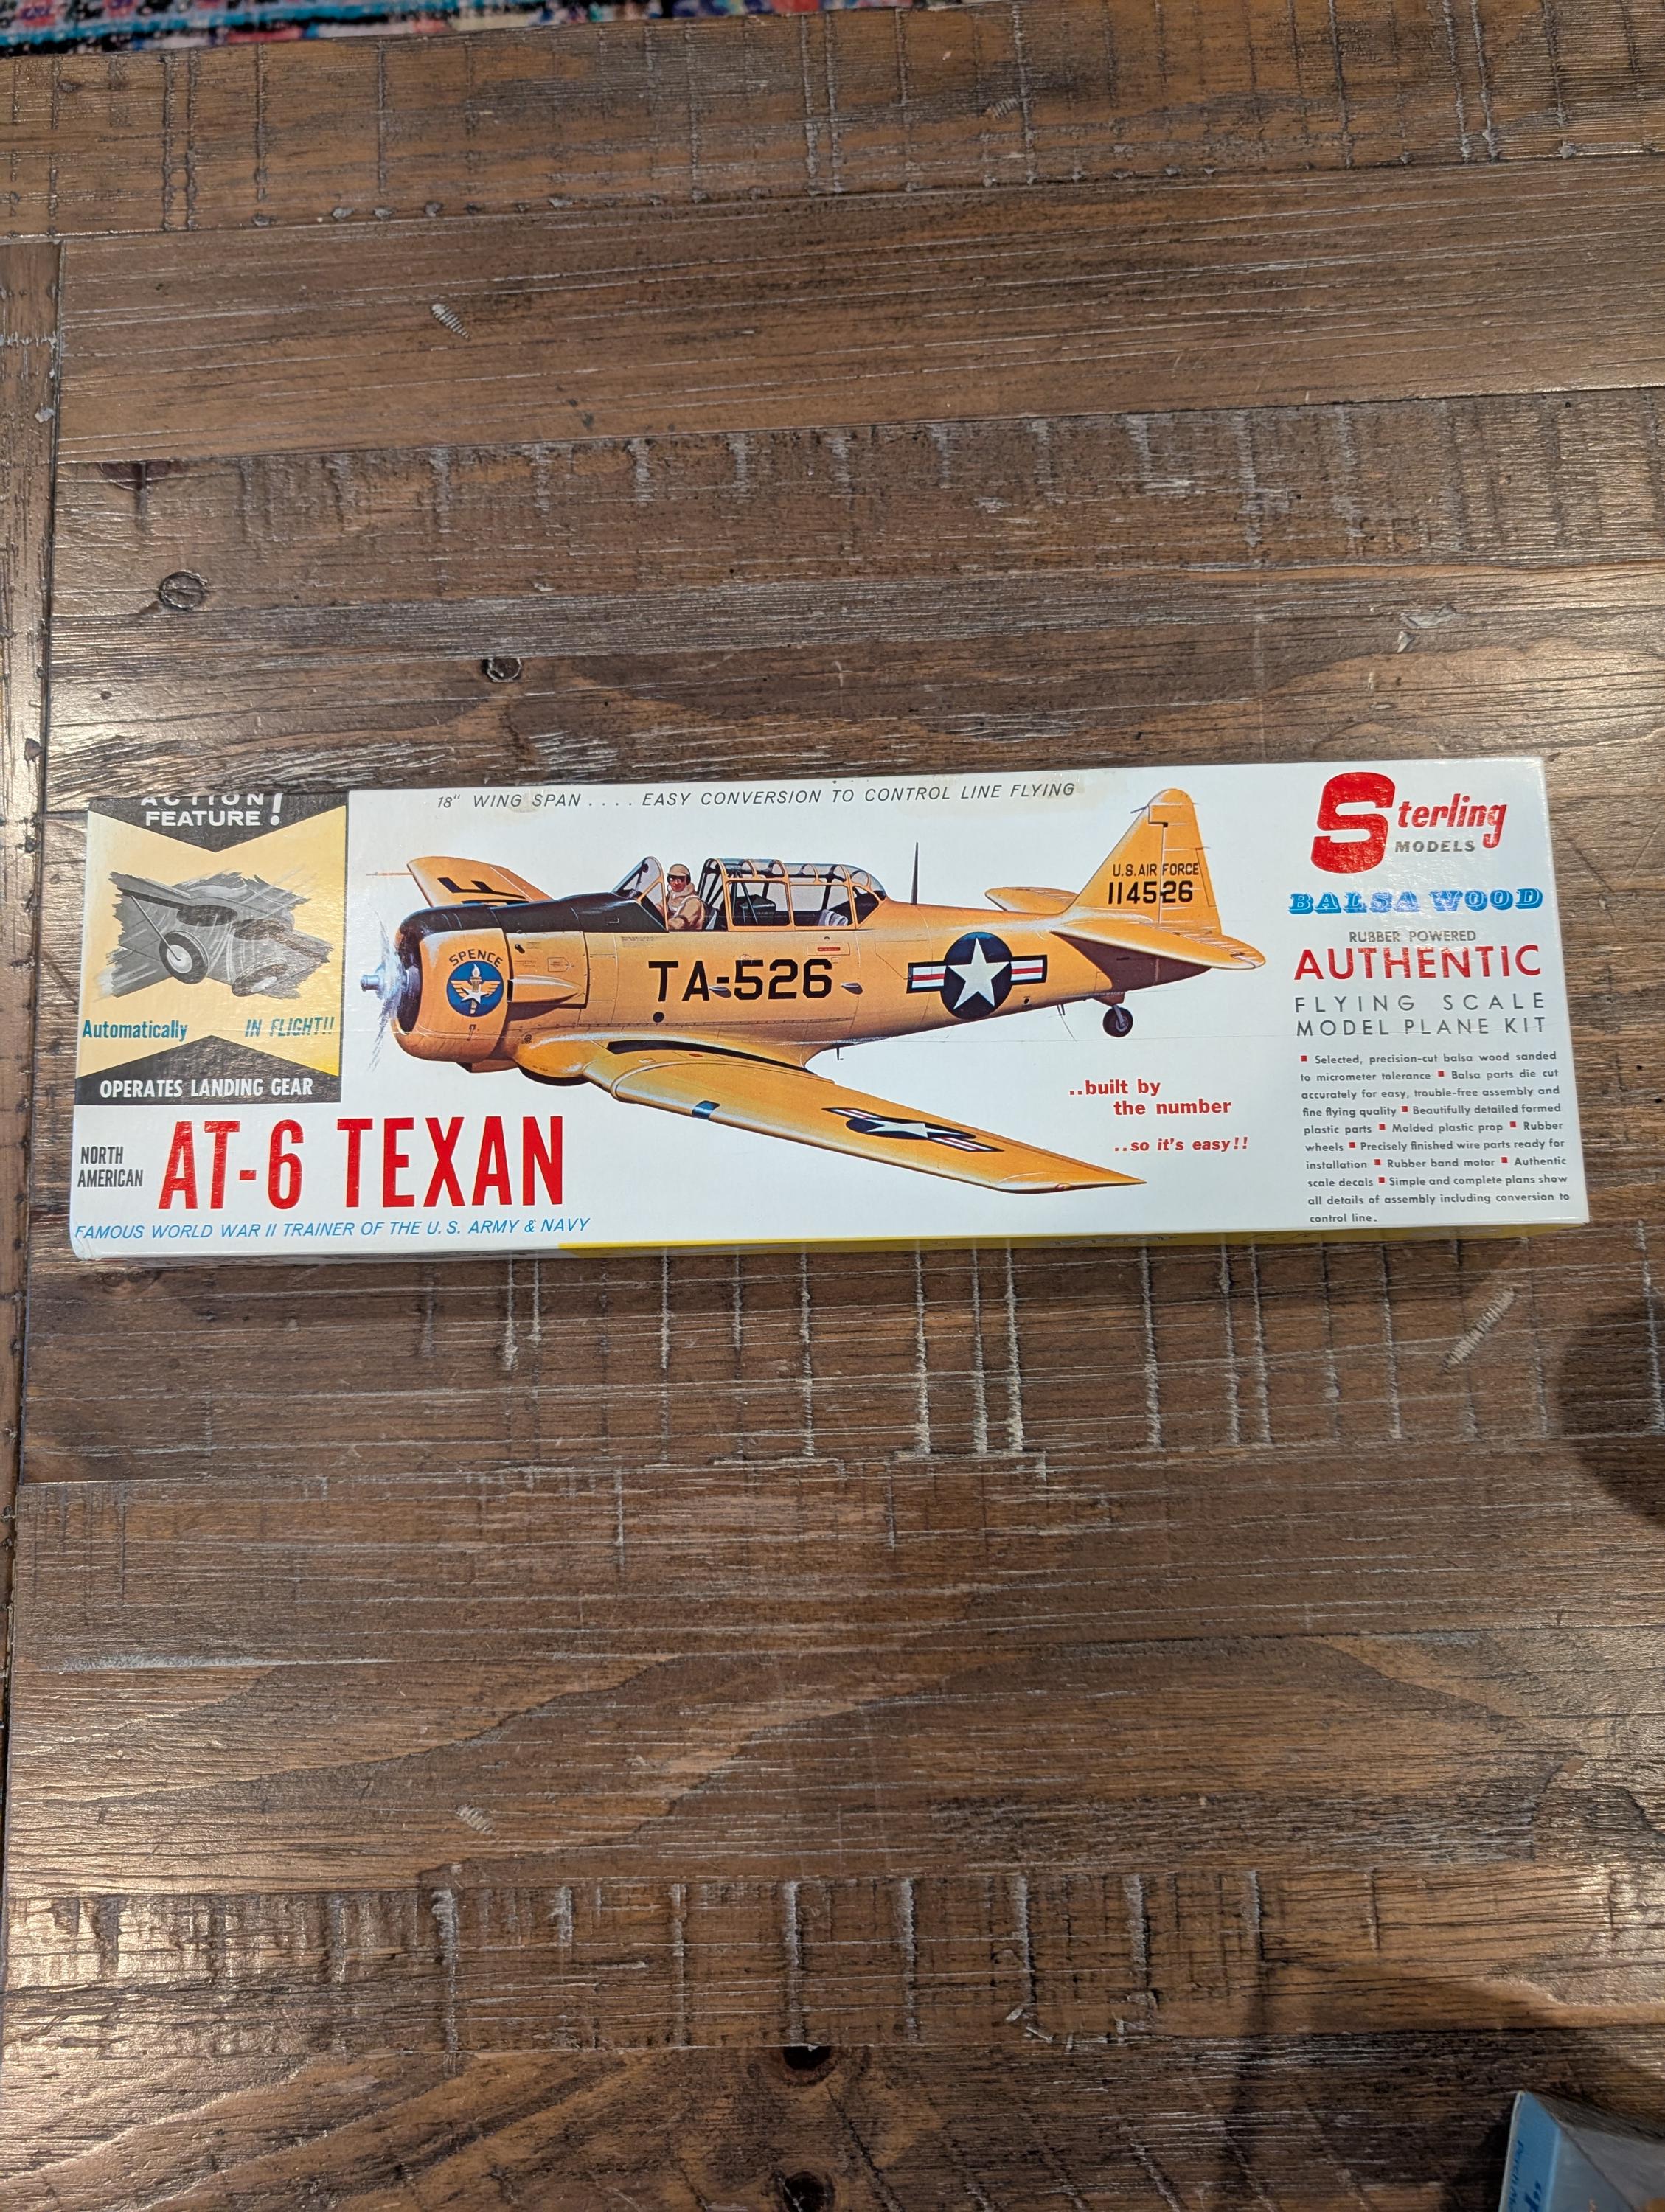 ACTION
FEATURE!
Automatically IN FLIGHT!!
OPERATES LANDING GEAR
NORTH
AMERICAN
AT-6 TEXAN
FAMOUS WORLD WAR II TRAINER OF THE U.S. ARMY & NAVY
18" WING SPAN .... EASY CONVERSION TO CONTROL LINE FLYING
SPENCE
TA-526
U.S. AIR FORCE
114526
..built by
the number
..so it's easy!!
Sterling
MODELS
BALSA WOOD
RUBBER POWERED
AUTHENTIC
FLYING SCALE
MODEL PLANE KIT
▪ Selected, precision-cut balsa wood sanded
to micrometer tolerance ▪ Balsa parts die cut
accurately for easy, trouble-free assembly and
fine flying quality ▪ Beautifully detailed formed
plastic parts ▪ Molded plastic prop ▪ Rubber
wheels ▪ Precisely finished wire parts ready for
installation ▪ Rubber band motor ▪ Authentic
scale decals ▪ Simple and complete plans show
all details of assembly including conversion to
control line.